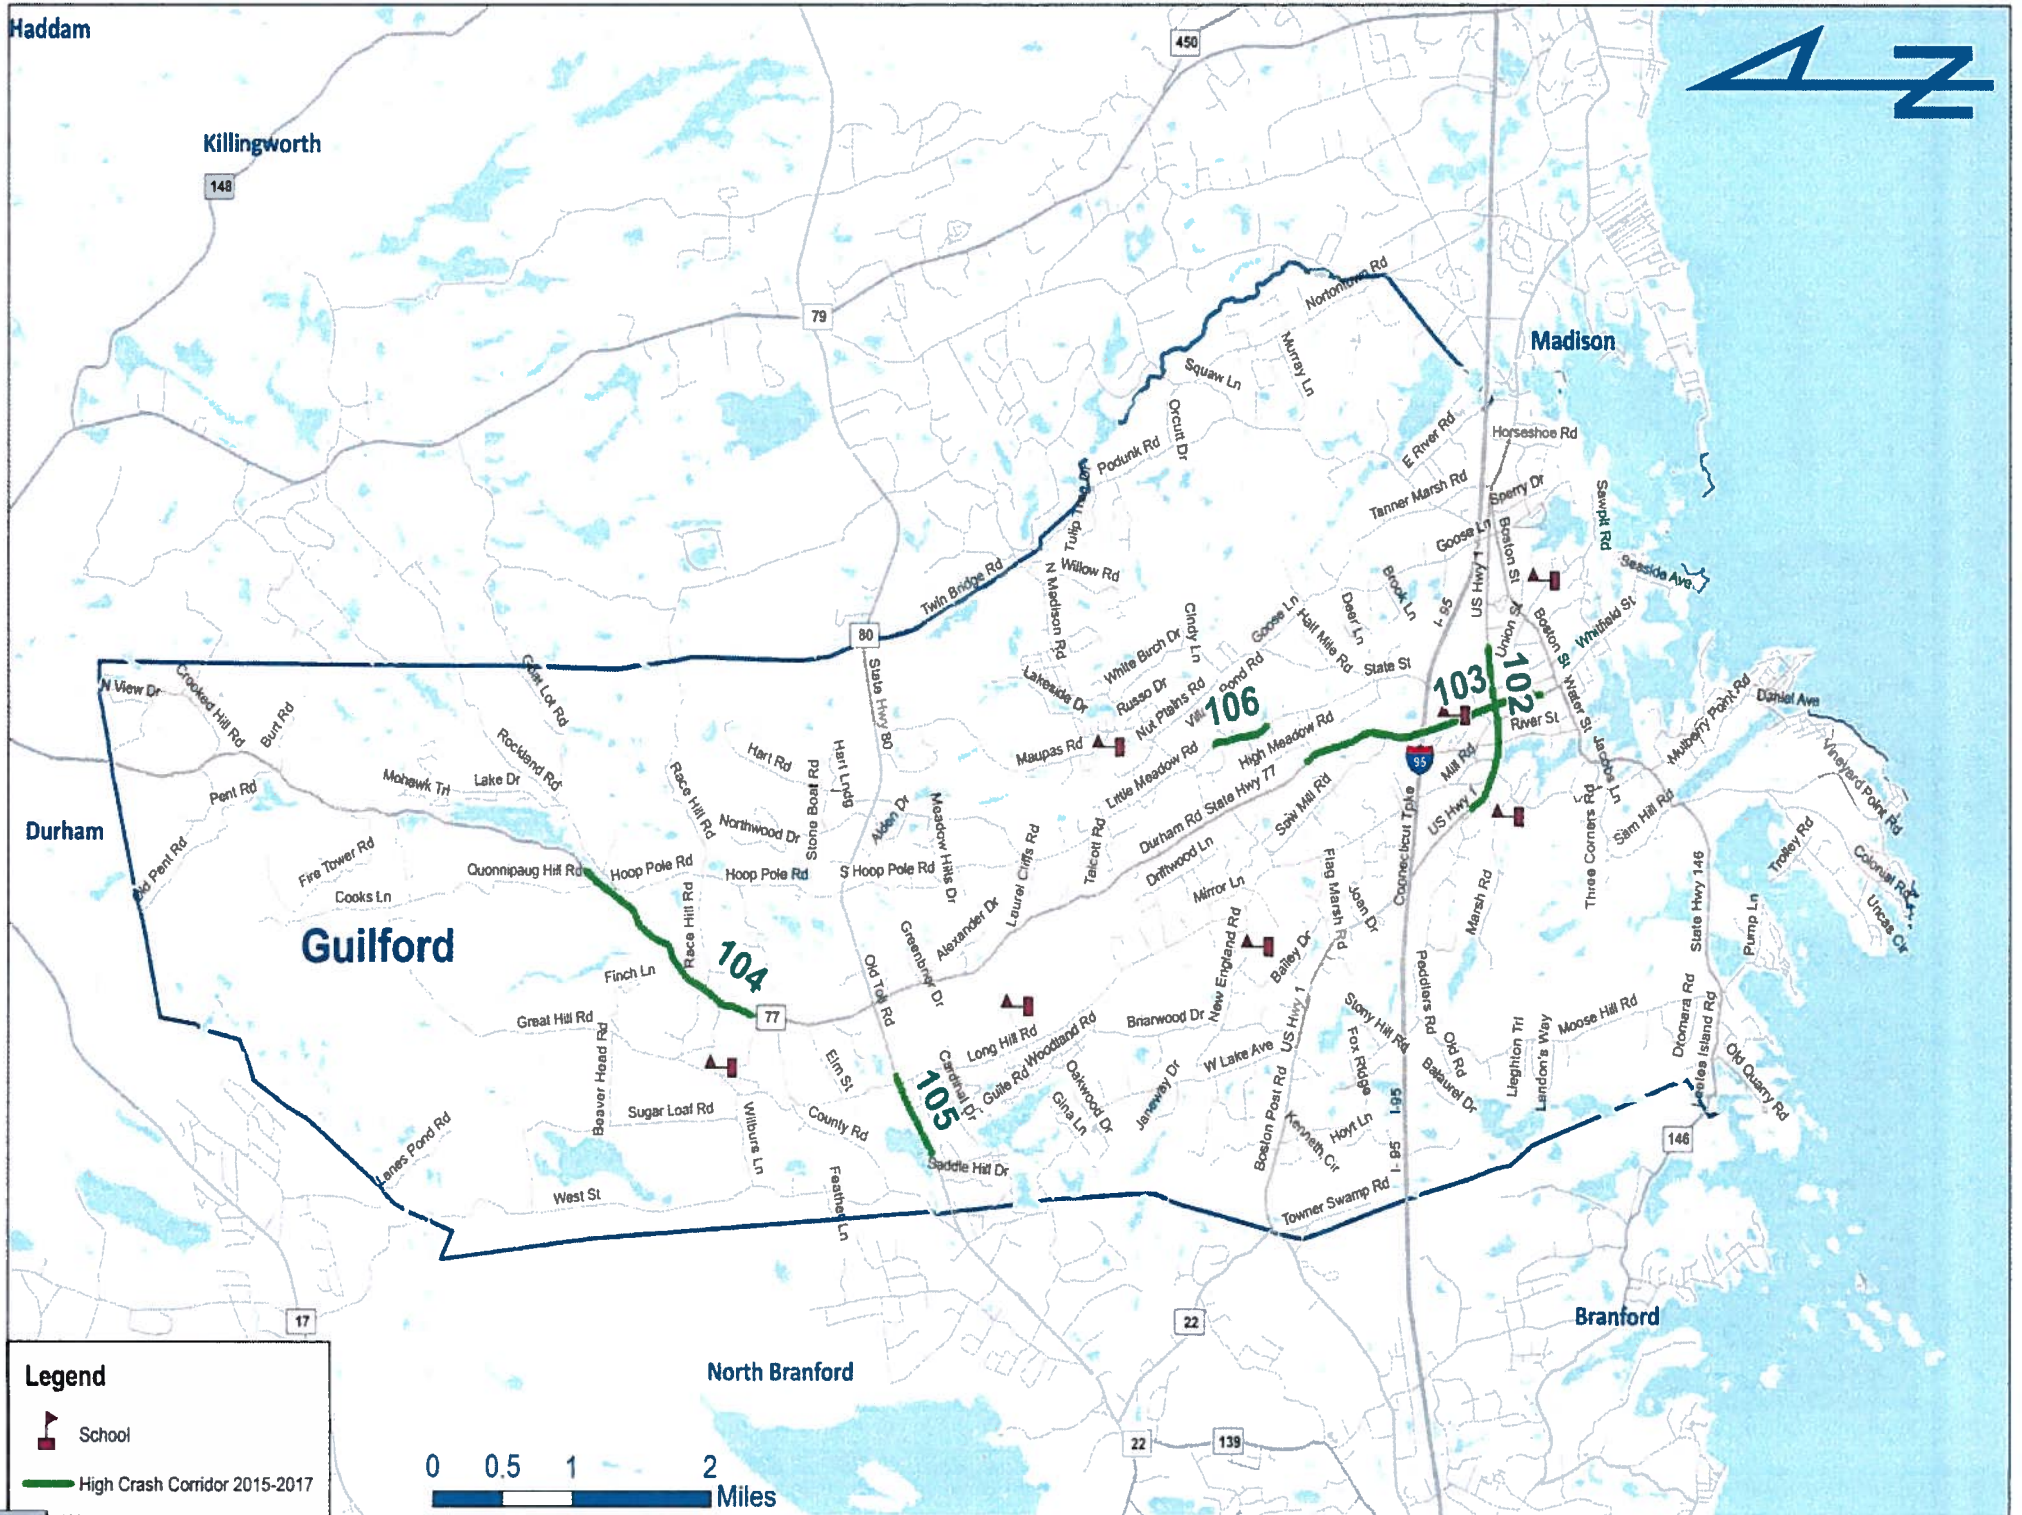 Haddam
450
Z
Killingworth
148
79
Nortontown Rd
Madison
Murray Ln
Squaw Ln
Orcutt Dr
E River Rd
Horseshoe Rd
Podunk Rd
Tanner Marsh Rd
Sperry Dr
Sawpit Rd
Goose Ln
Boston St
Willow Rd
Seaside Ave
Twin Bridge Rd
N Madison Rd
Brook Ln
US Hwy 1
I-95
Deer Ln
Cindy Ln
Goose Ln
Half Mile Rd
Union St
Boston St
Whitfield St
80
White Birch Dr
State St
State Hwy 80
Pond Rd
Lakeside Dr
Russo Dr
Nut Plains Rd
106
103
102
Water St
River St
Daniel Ave
Mulberry Point Rd
N View Dr
Crooked Hill Rd
Burt Rd
Goat Lot Rd
Rockland Rd
Maupas Rd
High Meadow Rd
Little Meadow Rd
95
Mill Rd
Jacobs Ln
Vineyard Point Rd
Hart Rd
Hart Lndg
Stone Boat Rd
Race Hill Rd
Mohawk Trl
Lake Dr
Pent Rd
Durham
Northwood Dr
Alden Dr
Meadow Hills Dr
Durham Rd State Hwy 77
Saw Mill Rd
US Hwy 1
Three Corners Rd
Sam Hill Rd
Trolley Rd
Colonial Rd
Uncas Cir
Old Pent Rd
Fire Tower Rd
Cooks Ln
Quonnipaug Hill Rd
Hoop Pole Rd
Hoop Pole Rd
S Hoop Pole Rd
Laurel Cliffs Rd
Talcott Rd
Driftwood Ln
Mirror Ln
Flag Marsh Rd
Joan Dr
Connecticut Tpke
Marsh Rd
State Hwy 146
Pump Ln
Guilford
Race Hill Rd
104
Finch Ln
Greenbrier Dr
Alexander Dr
New England Rd
Bailey Dr
Old Toll Rd
Great Hill Rd
77
Briarwood Dr
US Hwy 1
Peddlers Rd
Stony Hill Rd
Moose Hill Rd
Dromara Rd
Leetes Island Rd
Beaver Head Rd
Elm St
Long Hill Rd
Woodland Rd
Guile Rd
Cardinal Dr
105
W Lake Ave
Fox Ridge
Old Rd
Balaurel Dr
Lieghton Trl
Landon's Way
Old Quarry Rd
Sugar Loaf Rd
Wilburs Ln
County Rd
Oakwood Dr
Gina Ln
Janeway Dr
Boston Post Rd
Kenneth Cir
Hoyt Ln
I-95
I-95
146
Lanes Pond Rd
Saddle Hill Dr
West St
Feather Ln
Towner Swamp Rd
17
22
Branford
North Branford
22
139
Legend
School
High Crash Corridor 2015-2017
0 0.5 1 2
Miles